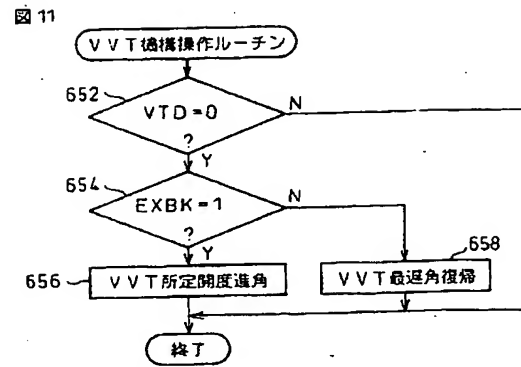 図11
VVT機構操作ルーチン
652
VTD=0
?
N
Y
654
EXBK=1
?
N
Y
656
VVT所定開度進角
658
VVT最遅角復帰
終了